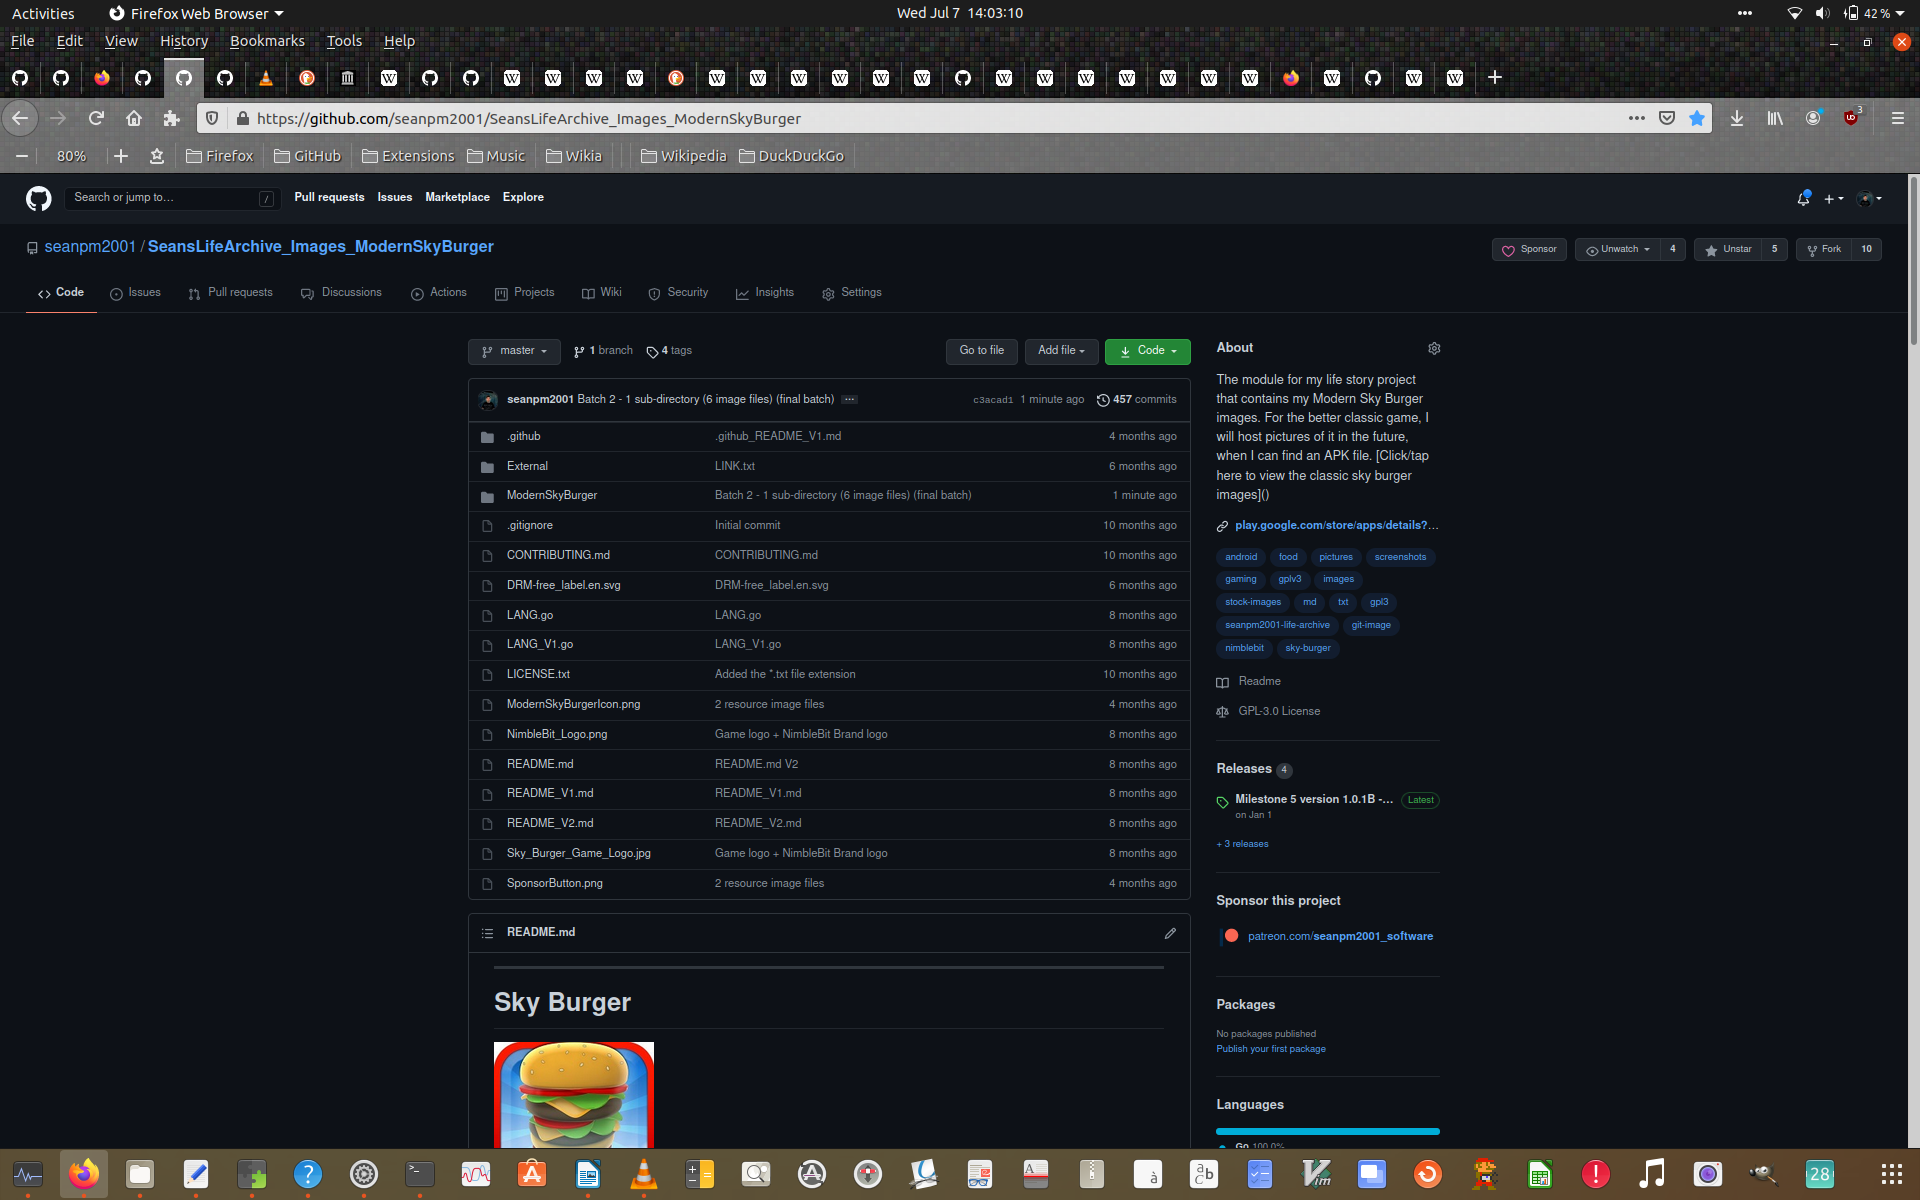 Activities Firefox Web Browser Wed Jul 7 14:03:10 42 %
File Edit View History Bookmarks Tools Help
https://github.com/seanpm2001/SeansLifeArchive_Images_ModernSkyBurger 3
80% Firefox GitHub Extensions Music Wikia Wikipedia DuckDuckGo
Search or jump to… / Pull requests Issues Marketplace Explore
seanpm2001 / SeansLifeArchive_Images_ModernSkyBurger Sponsor Unwatch 4 Unstar 5 Fork 10
Code Issues Pull requests Discussions Actions Projects Wiki Security Insights Settings
master 1 branch 4 tags Go to file Add file Code
seanpm2001 Batch 2 - 1 sub-directory (6 image files) (final batch) ... c3acad1 1 minute ago 457 commits
.github .github_README_V1.md 4 months ago
External LINK.txt 6 months ago
ModernSkyBurger Batch 2 - 1 sub-directory (6 image files) (final batch) 1 minute ago
.gitignore Initial commit 10 months ago
CONTRIBUTING.md CONTRIBUTING.md 10 months ago
DRM-free_label.en.svg DRM-free_label.en.svg 6 months ago
LANG.go LANG.go 8 months ago
LANG_V1.go LANG_V1.go 8 months ago
LICENSE.txt Added the *.txt file extension 10 months ago
ModernSkyBurgerIcon.png 2 resource image files 4 months ago
NimbleBit_Logo.png Game logo + NimbleBit Brand logo 8 months ago
README.md README.md V2 8 months ago
README_V1.md README_V1.md 8 months ago
README_V2.md README_V2.md 8 months ago
Sky_Burger_Game_Logo.jpg Game logo + NimbleBit Brand logo 8 months ago
SponsorButton.png 2 resource image files 4 months ago
README.md
Sky Burger
About
The module for my life story project
that contains my Modern Sky Burger
images. For the better classic game, I
will host pictures of it in the future,
when I can find an APK file. [Click/tap
here to view the classic sky burger
images]()
play.google.com/store/apps/details?…
android food pictures screenshots
gaming gplv3 images
stock-images md txt gpl3
seanpm2001-life-archive git-image
nimblebit sky-burger
Readme
GPL-3.0 License
Releases 4
Milestone 5 version 1.0.1B -… Latest
on Jan 1
+ 3 releases
Sponsor this project
patreon.com/seanpm2001_software
Packages
No packages published
Publish your first package
Languages
Go 100.0%
28